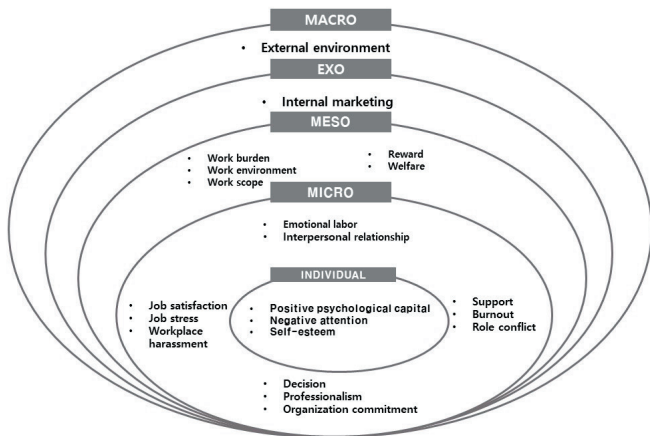 MACRO
• External environment
EXO
• Internal marketing
MESO
• Work burden
• Work environment
• Work scope
• Reward
• Welfare
MICRO
• Emotional labor
• Interpersonal relationship
INDIVIDUAL
• Job satisfaction
• Job stress
• Workplace
harassment
• Positive psychological capital
• Negative attention
• Self-esteem
• Support
• Burnout
• Role conflict
• Decision
• Professionalism
• Organization commitment